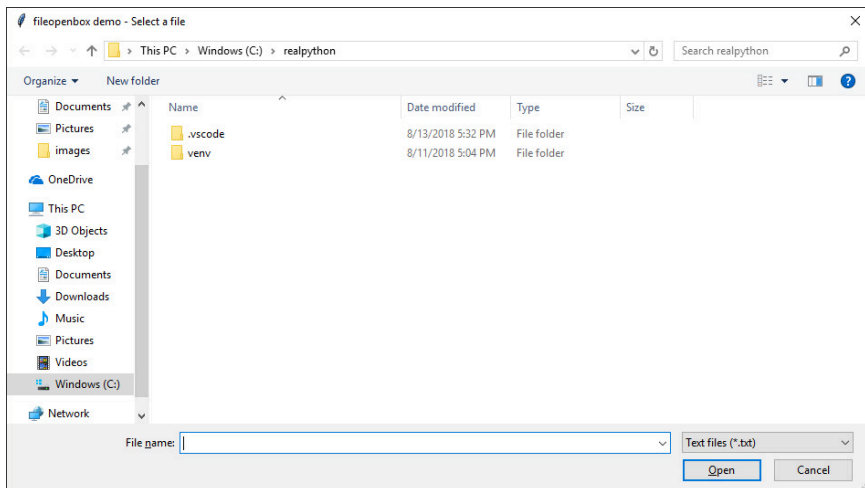 fileopenbox demo - Select a file
This PC > Windows (C:) > realpython
Search realpython
Organize
New folder
Name
Date modified
Type
Size
.vscode
8/13/2018 5:32 PM
File folder
venv
8/11/2018 5:04 PM
File folder
Documents
Pictures
images
OneDrive
This PC
3D Objects
Desktop
Documents
Downloads
Music
Pictures
Videos
Windows (C:)
Network
File name:
Text files (*.txt)
Open
Cancel